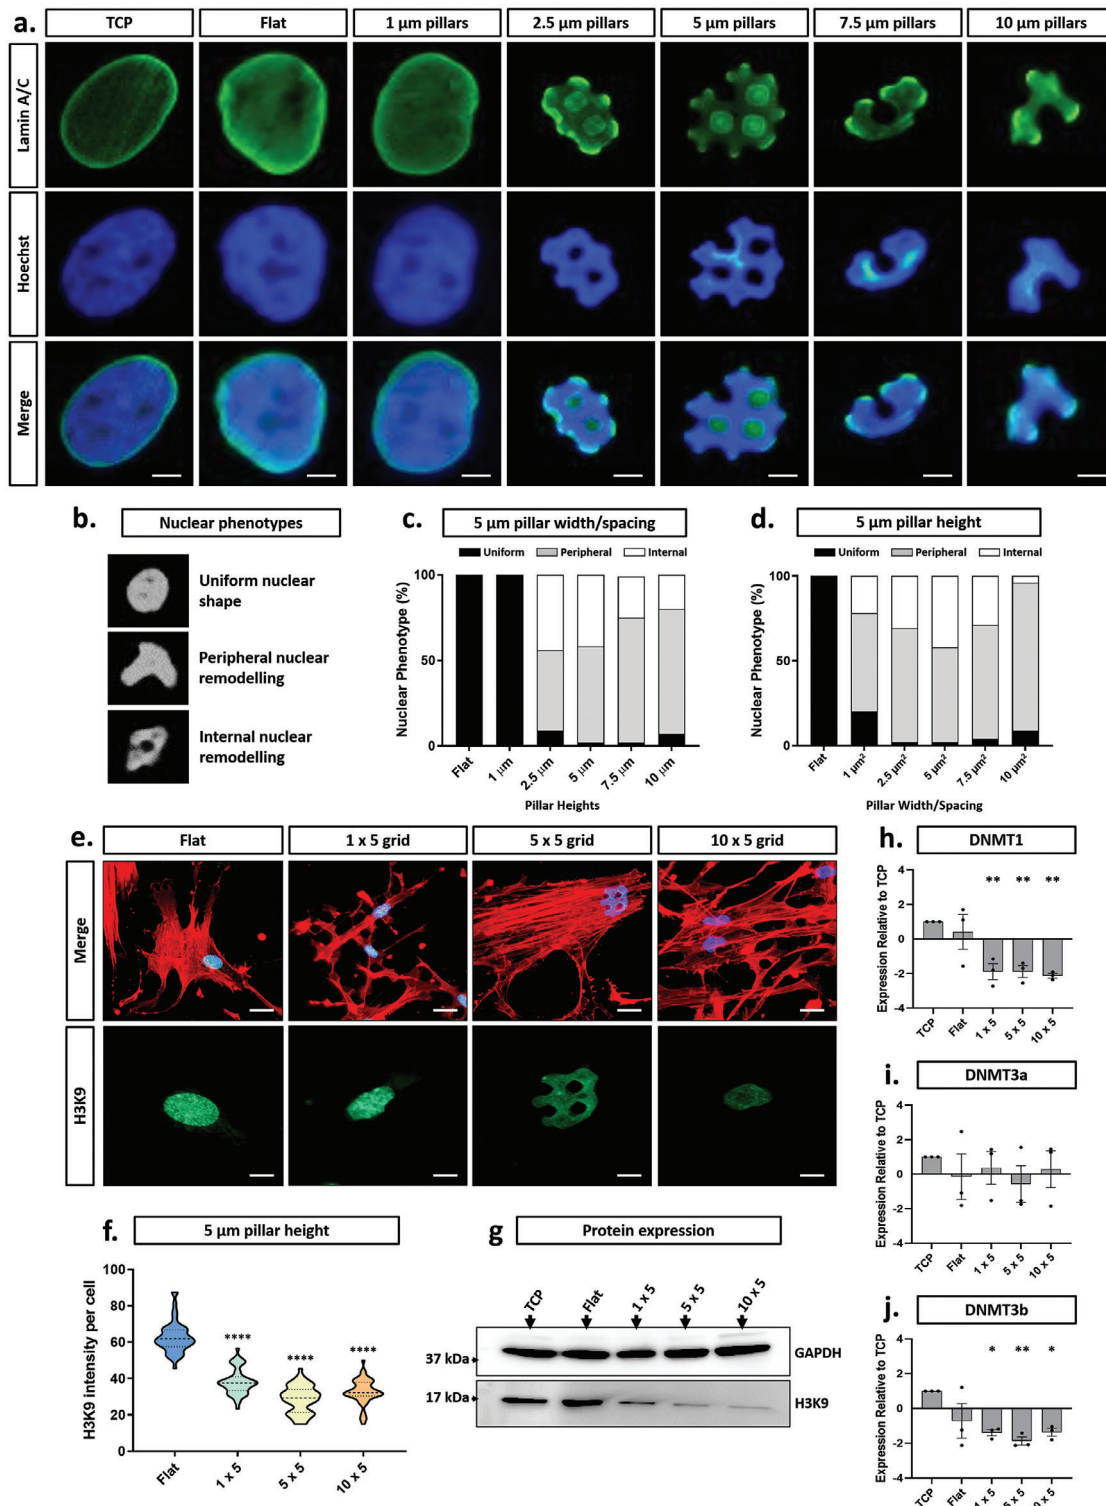 a.
TCP
Flat
1 µm pillars
2.5 µm pillars
5 µm pillars
7.5 µm pillars
10 µm pillars
Lamin A/C
Hoechst
Merge
b.
Nuclear phenotypes
Uniform nuclear
shape
Peripheral nuclear
remodelling
Internal nuclear
remodelling
c.
5 µm pillar width/spacing
Uniform
Peripheral
Internal
Nuclear Phenotype (%)
100
50
0
Flat
1 µm
2.5 µm
5 µm
7.5 µm
10 µm
Pillar Heights
d.
5 µm pillar height
Uniform
Peripheral
Internal
Nuclear Phenotype (%)
100
50
0
Flat
1 µm²
2.5 µm²
5 µm²
7.5 µm²
10 µm²
Pillar Width/Spacing
e.
Flat
1 x 5 grid
5 x 5 grid
10 x 5 grid
Merge
H3K9
f.
5 µm pillar height
H3K9 intensity per cell
100
80
60
40
20
0
****
****
****
Flat
1 x 5
5 x 5
10 x 5
g
Protein expression
TCP
Flat
1 x 5
5 x 5
10 x 5
37 kDa
GAPDH
17 kDa
H3K9
h.
DNMT1
Expression Relative to TCP
4
2
0
-2
-4
**
**
**
TCP
Flat
1 x 5
5 x 5
10 x 5
i.
DNMT3a
Expression Relative to TCP
4
2
0
-2
-4
TCP
Flat
1 x 5
5 x 5
10 x 5
j.
DNMT3b
Expression Relative to TCP
4
2
0
-2
-4
*
**
*
TCP
Flat
1 x 5
5 x 5
10 x 5